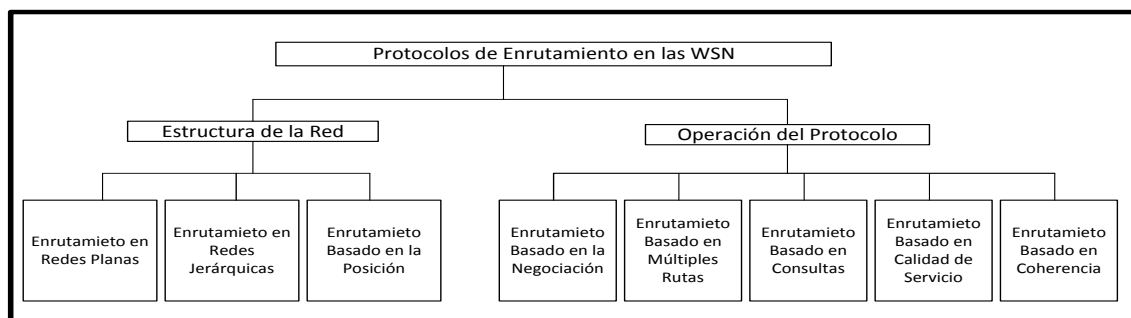 Protocolos de Enrutamiento en las WSN
Estructura de la Red
Operación del Protocolo
Enrutamieto en
Redes Planas
Enrutamieto en
Redes
Jerárquicas
Enrutamieto
Basado en la
Posición
Enrutamieto
Basado en la
Negociación
Enrutamieto
Basado en
Múltiples
Rutas
Enrutamieto
Basado en
Consultas
Enrutamieto
Basado en
Calidad de
Servicio
Enrutamieto
Basado en
Coherencia